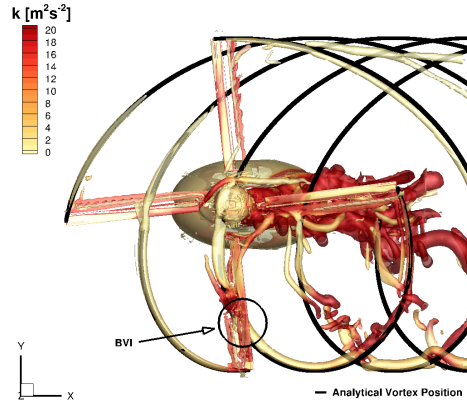 k [m²s⁻²]
20
18
16
14
12
10
8
6
4
2
0
BVI
Y
Z
X
Analytical Vortex Position